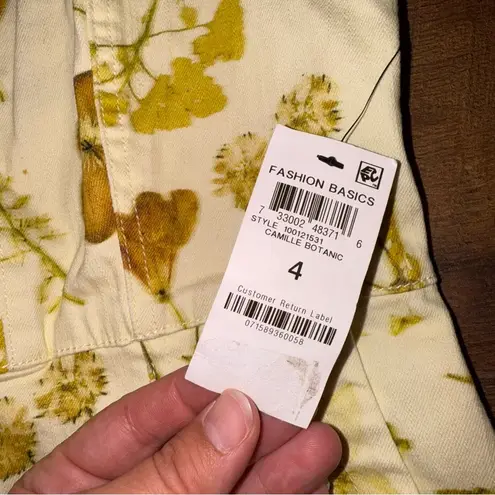 FASHION BASICS
7 33002 48371 6
STYLE 100121531
CAMILLE BOTANIC
4
Customer Return Label
071589360058